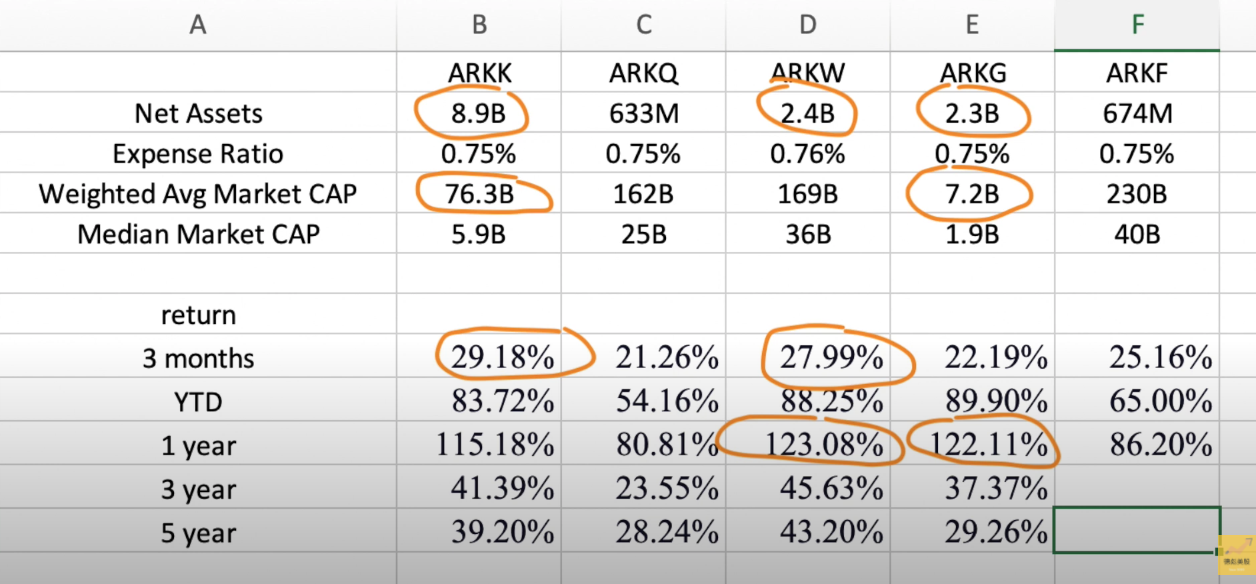 A B C D E F
ARKK ARKQ ARKW ARKG ARKF
Net Assets 8.9B 633M 2.4B 2.3B 674M
Expense Ratio 0.75% 0.75% 0.76% 0.75% 0.75%
Weighted Avg Market CAP 76.3B 162B 169B 7.2B 230B
Median Market CAP 5.9B 25B 36B 1.9B 40B
return
3 months 29.18% 21.26% 27.99% 22.19% 25.16%
YTD 83.72% 54.16% 88.25% 89.90% 65.00%
1 year 115.18% 80.81% 123.08% 122.11% 86.20%
3 year 41.39% 23.55% 45.63% 37.37%
5 year 39.20% 28.24% 43.20% 29.26%